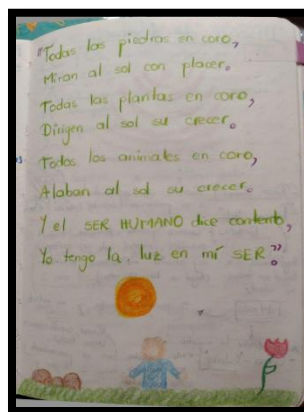 "Todas las piedras en coro,
Miran al sol con placer.
Todas las plantas en coro,
Dirigen al sol su crecer.
Todos los animales en coro,
Alaban al sol su crecer.
Y el SER HUMANO dice contento,
Yo tengo la luz en mí SER".